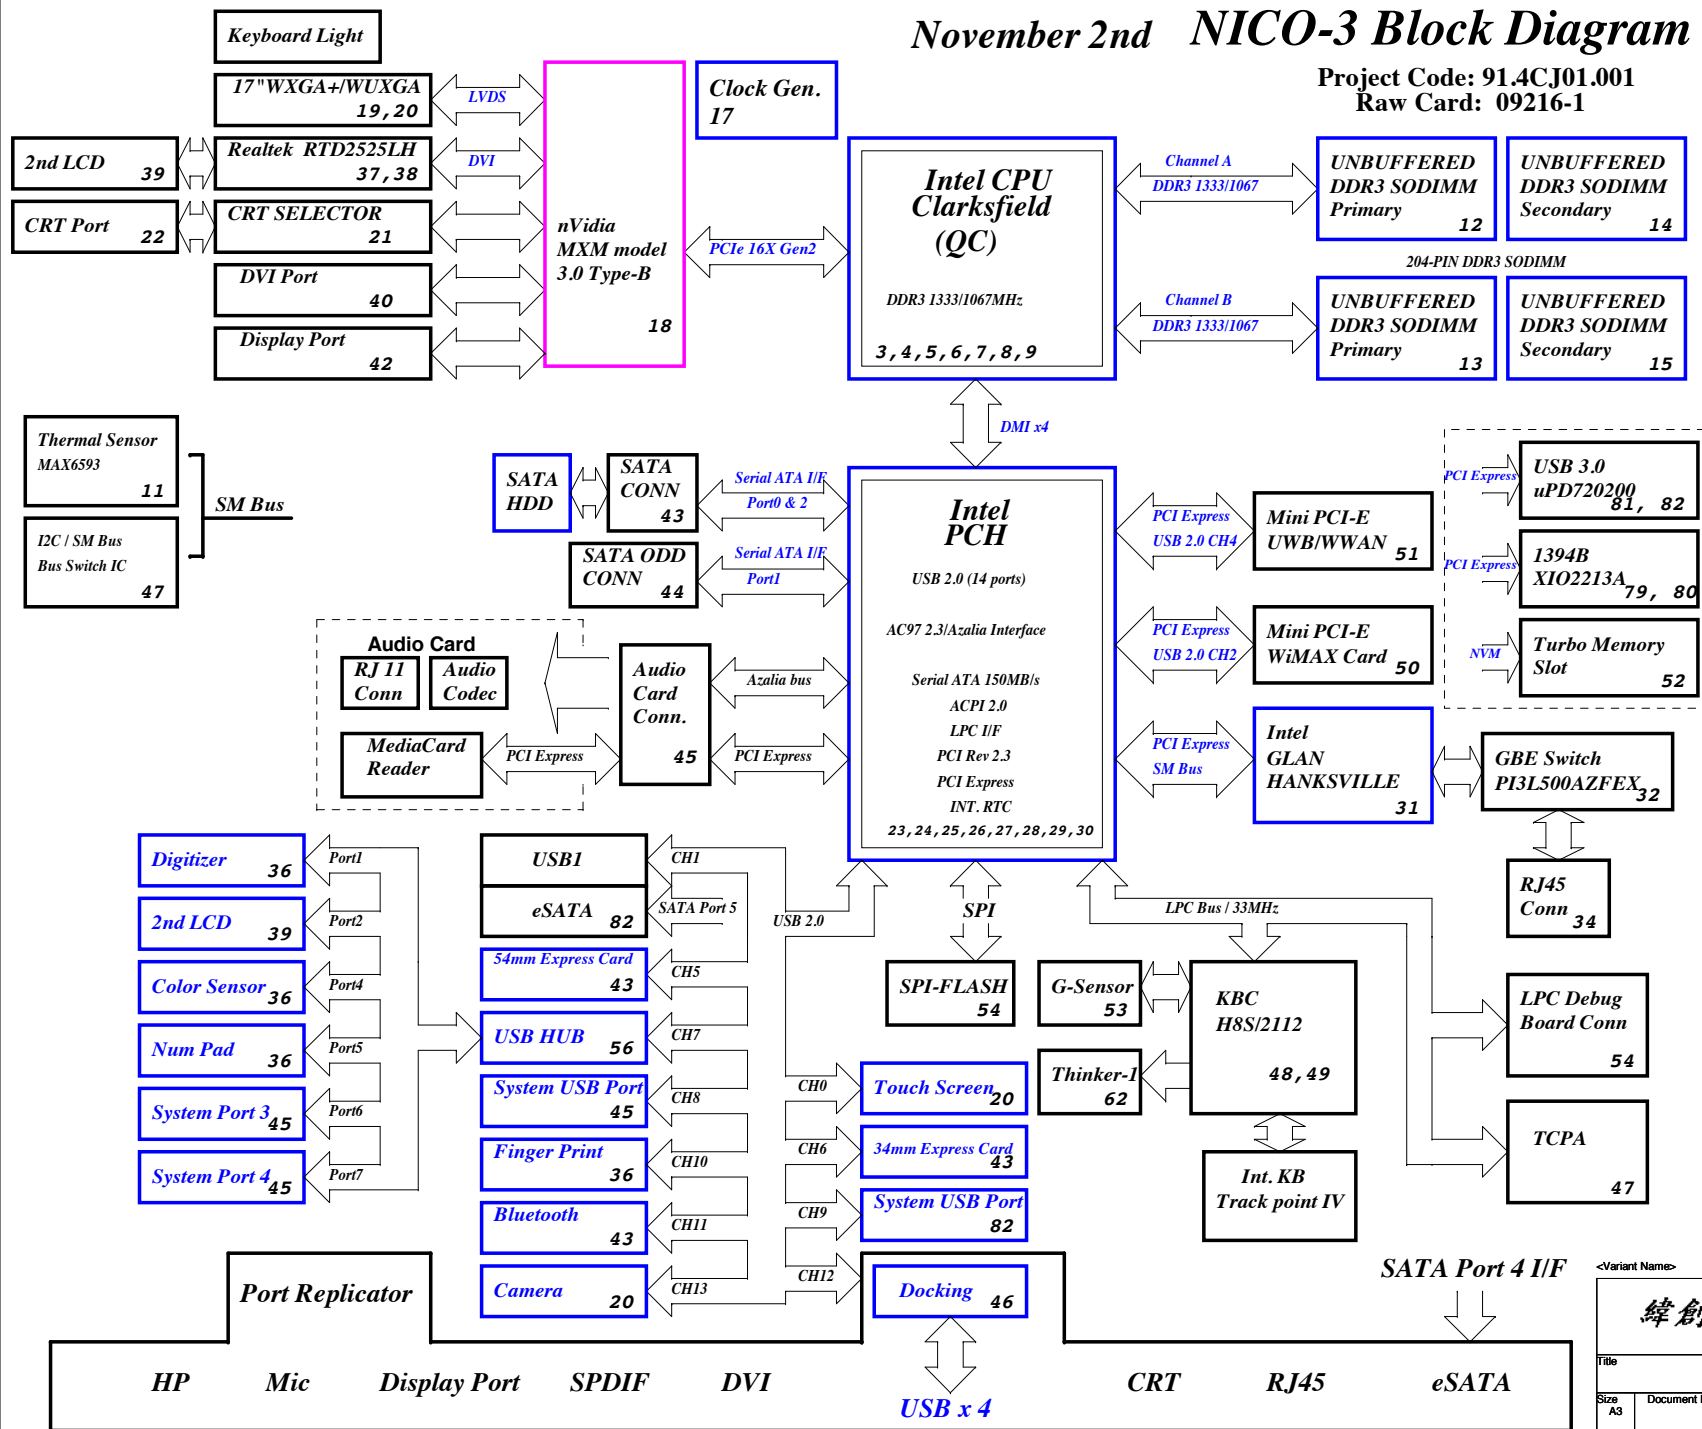 November 2nd
NICO-3 Block Diagram
Project Code: 91.4CJ01.001
Raw Card: 09216-1
Keyboard Light
17"WXGA+/WUXGA
19,20
LVDS
2nd LCD
39
Realtek RTD2525LH
37,38
DVI
CRT Port
22
CRT SELECTOR
21
DVI Port
40
Display Port
42
nVidia
MXM model
3.0 Type-B
18
Clock Gen.
17
PCIe 16X Gen2
Intel CPU
Clarksfield
(QC)
DDR3 1333/1067MHz
3,4,5,6,7,8,9
Channel A
DDR3 1333/1067
UNBUFFERED
DDR3 SODIMM
Primary
12
UNBUFFERED
DDR3 SODIMM
Secondary
14
204-PIN DDR3 SODIMM
Channel B
DDR3 1333/1067
UNBUFFERED
DDR3 SODIMM
Primary
13
UNBUFFERED
DDR3 SODIMM
Secondary
15
DMI x4
Thermal Sensor
MAX6593
11
I2C / SM Bus
Bus Switch IC
47
SM Bus
SATA
HDD
SATA
CONN
43
Serial ATA I/F
Port0 & 2
SATA ODD
CONN
44
Serial ATA I/F
Port1
Intel
PCH
USB 2.0 (14 ports)
AC97 2.3/Azalia Interface
Serial ATA 150MB/s
ACPI 2.0
LPC I/F
PCI Rev 2.3
PCI Express
INT. RTC
23,24,25,26,27,28,29,30
PCI Express
USB 2.0 CH4
Mini PCI-E
UWB/WWAN
51
PCI Express
USB 2.0 CH2
Mini PCI-E
WiMAX Card
50
PCI Express
SM Bus
Intel
GLAN
HANKSVILLE
31
PCI Express
USB 3.0
uPD720200
81, 82
PCI Express
1394B
XIO2213A
79, 80
NVM
Turbo Memory
Slot
52
GBE Switch
PI3L500AZFEX
32
RJ45
Conn
34
Audio Card
RJ 11
Conn
Audio
Codec
MediaCard
Reader
PCI Express
Audio
Card
Conn.
45
Azalia bus
PCI Express
Digitizer
36
Port1
2nd LCD
39
Port2
Color Sensor
36
Port4
Num Pad
36
Port5
System Port 3
45
Port6
System Port 4
45
Port7
USB1
CH1
eSATA
82
SATA Port 5
54mm Express Card
43
CH5
USB HUB
56
CH7
System USB Port
45
CH8
Finger Print
36
CH10
Bluetooth
43
CH11
Camera
20
CH13
USB 2.0
CH0
Touch Screen
20
CH6
34mm Express Card
43
CH9
System USB Port
82
CH12
Docking
46
USB x 4
SPI
SPI-FLASH
54
LPC Bus / 33MHz
G-Sensor
53
Thinker-1
62
KBC
H8S/2112
48,49
Int. KB
Track point IV
LPC Debug
Board Conn
54
TCPA
47
SATA Port 4 I/F
Port Replicator
HP
Mic
Display Port
SPDIF
DVI
CRT
RJ45
eSATA
<Variant Name>
緯創
Title
Size
A3
Document